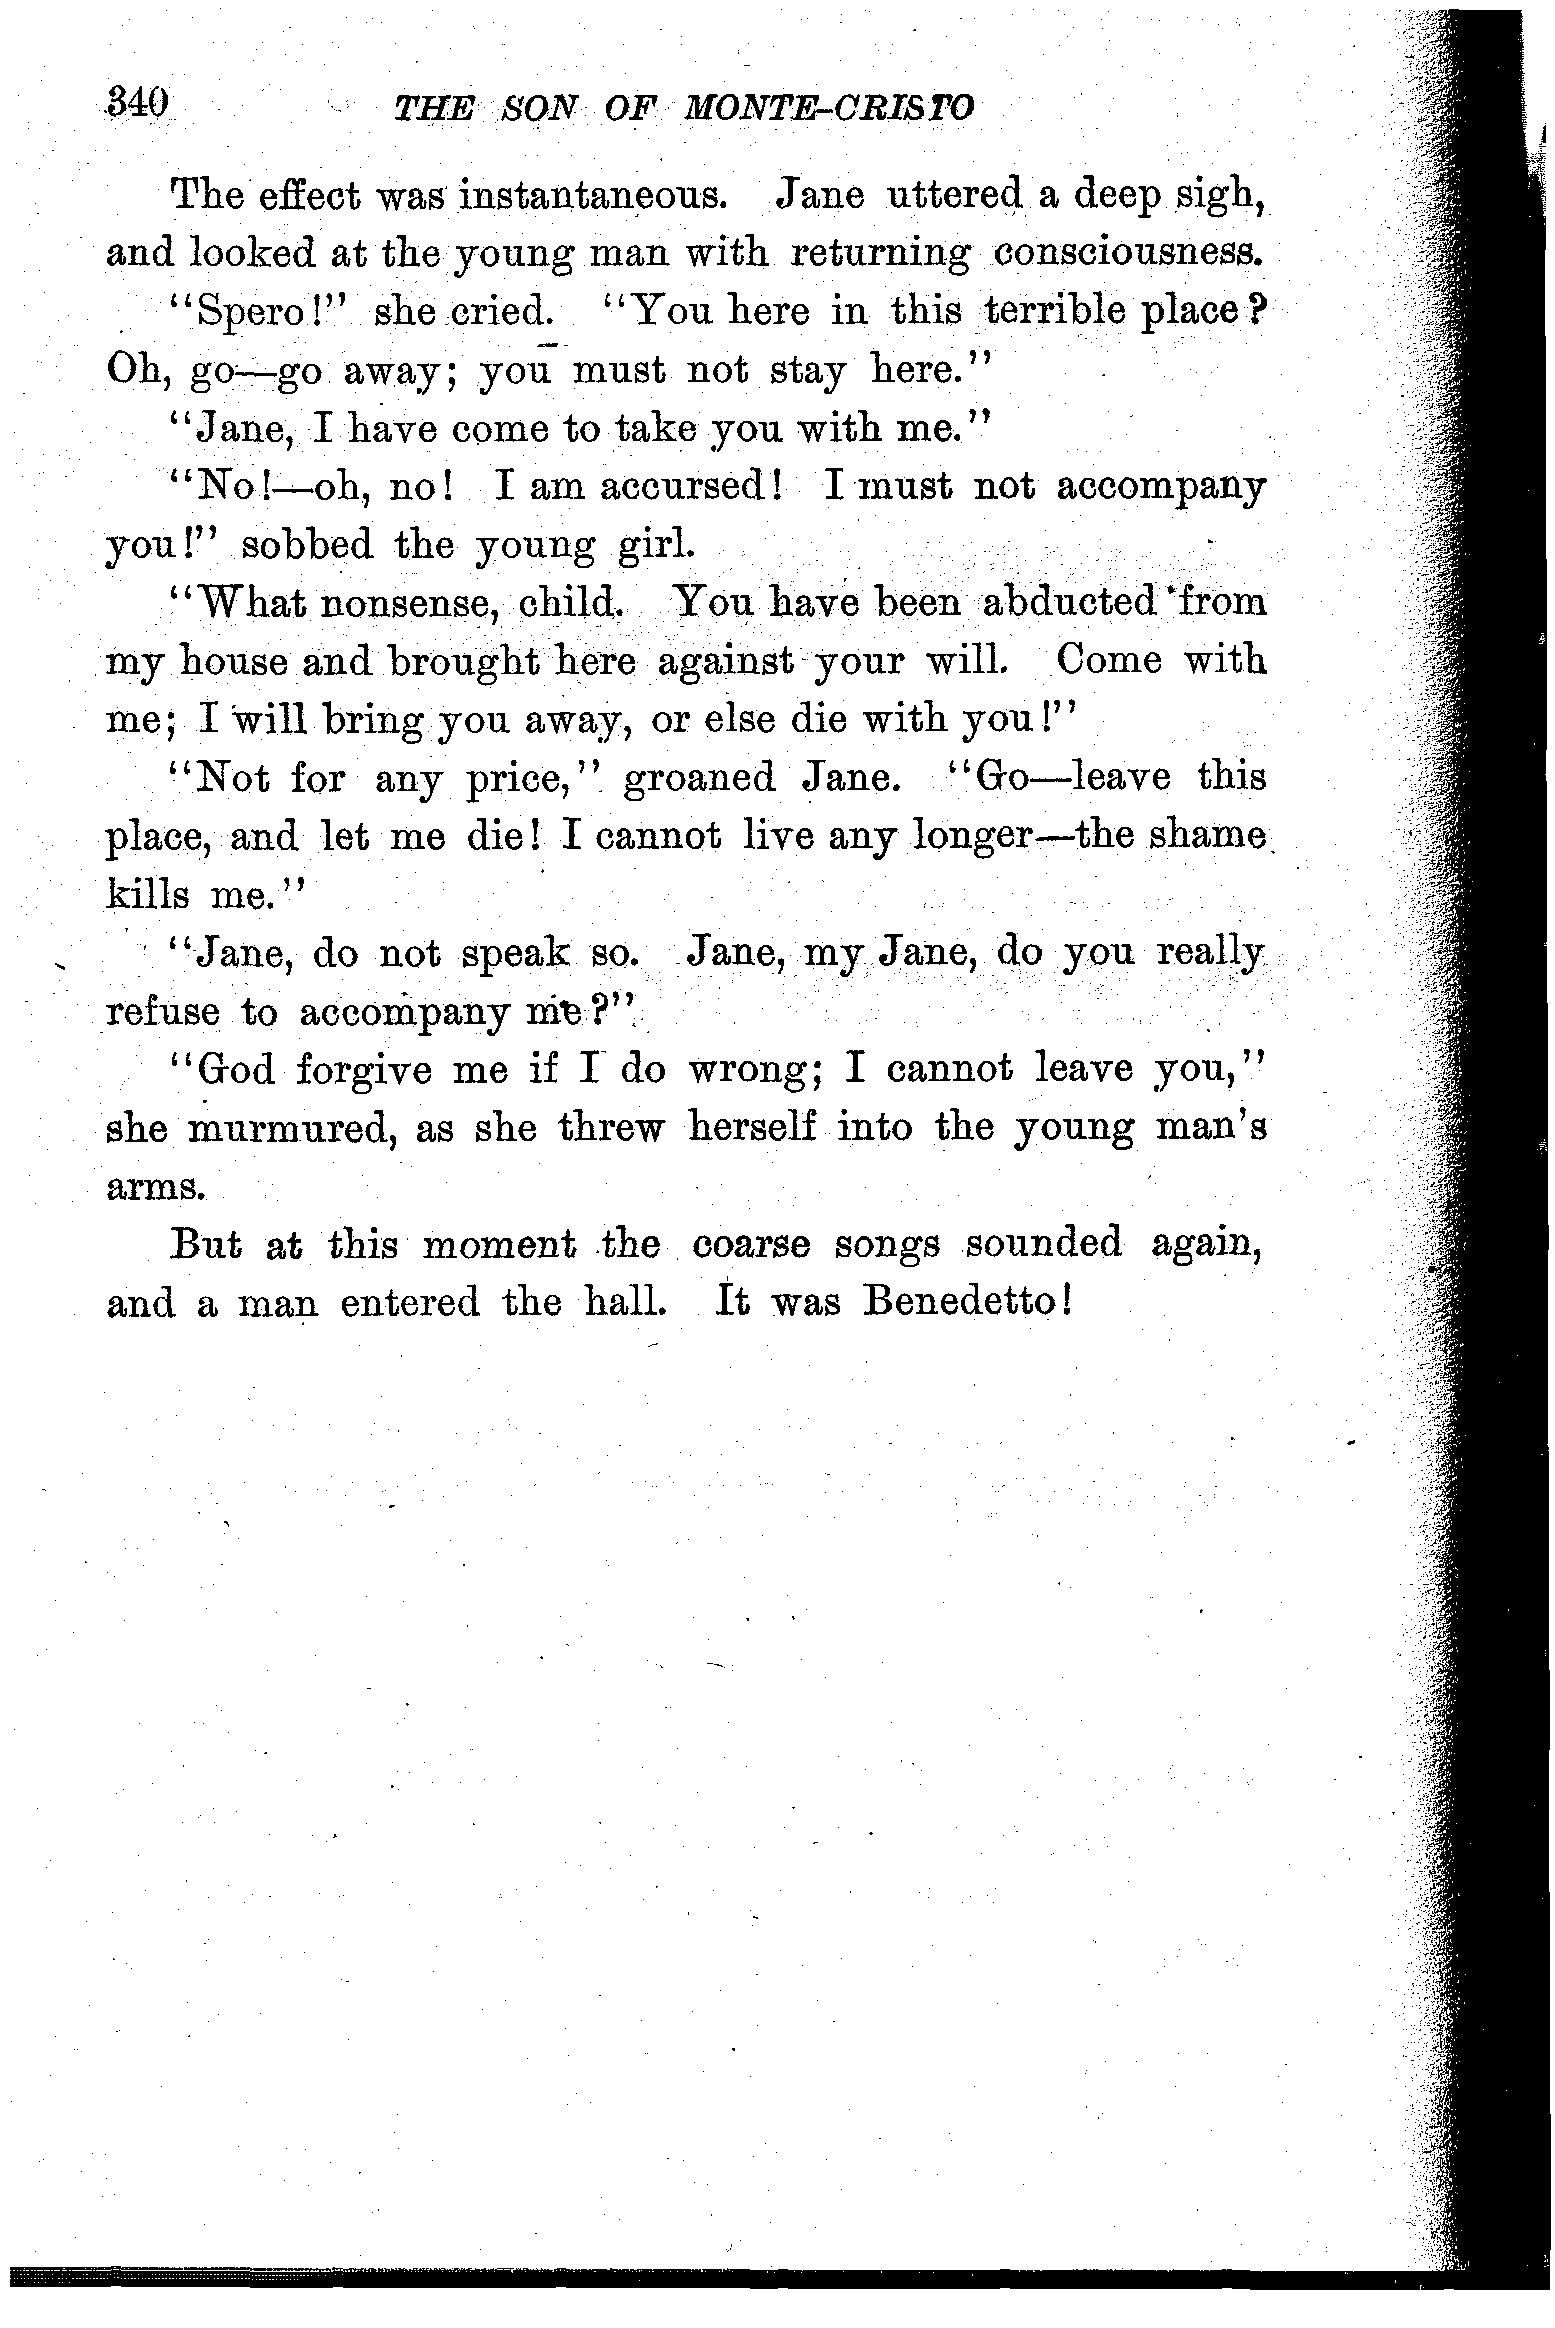 340 THE SON OF MONTE-CRISTO
The effect was instantaneous. Jane uttered a deep sigh,
and looked at the young man with returning consciousness.
"Spero!" she cried. "You here in this terrible place?
Oh, go—go away; you must not stay here."
"Jane, I have come to take you with me."
"No!—oh, no! I am accursed! I must not accompany
you!" sobbed the young girl.
"What nonsense, child. You have been abducted from
my house and brought here against your will. Come with
me; I will bring you away, or else die with you!"
"Not for any price," groaned Jane. "Go—leave this
place, and let me die! I cannot live any longer—the shame
kills me."
"Jane, do not speak so. Jane, my Jane, do you really
refuse to accompany me?"
"God forgive me if I do wrong; I cannot leave you,"
she murmured, as she threw herself into the young man's
arms.
But at this moment the coarse songs sounded again,
and a man entered the hall. It was Benedetto!